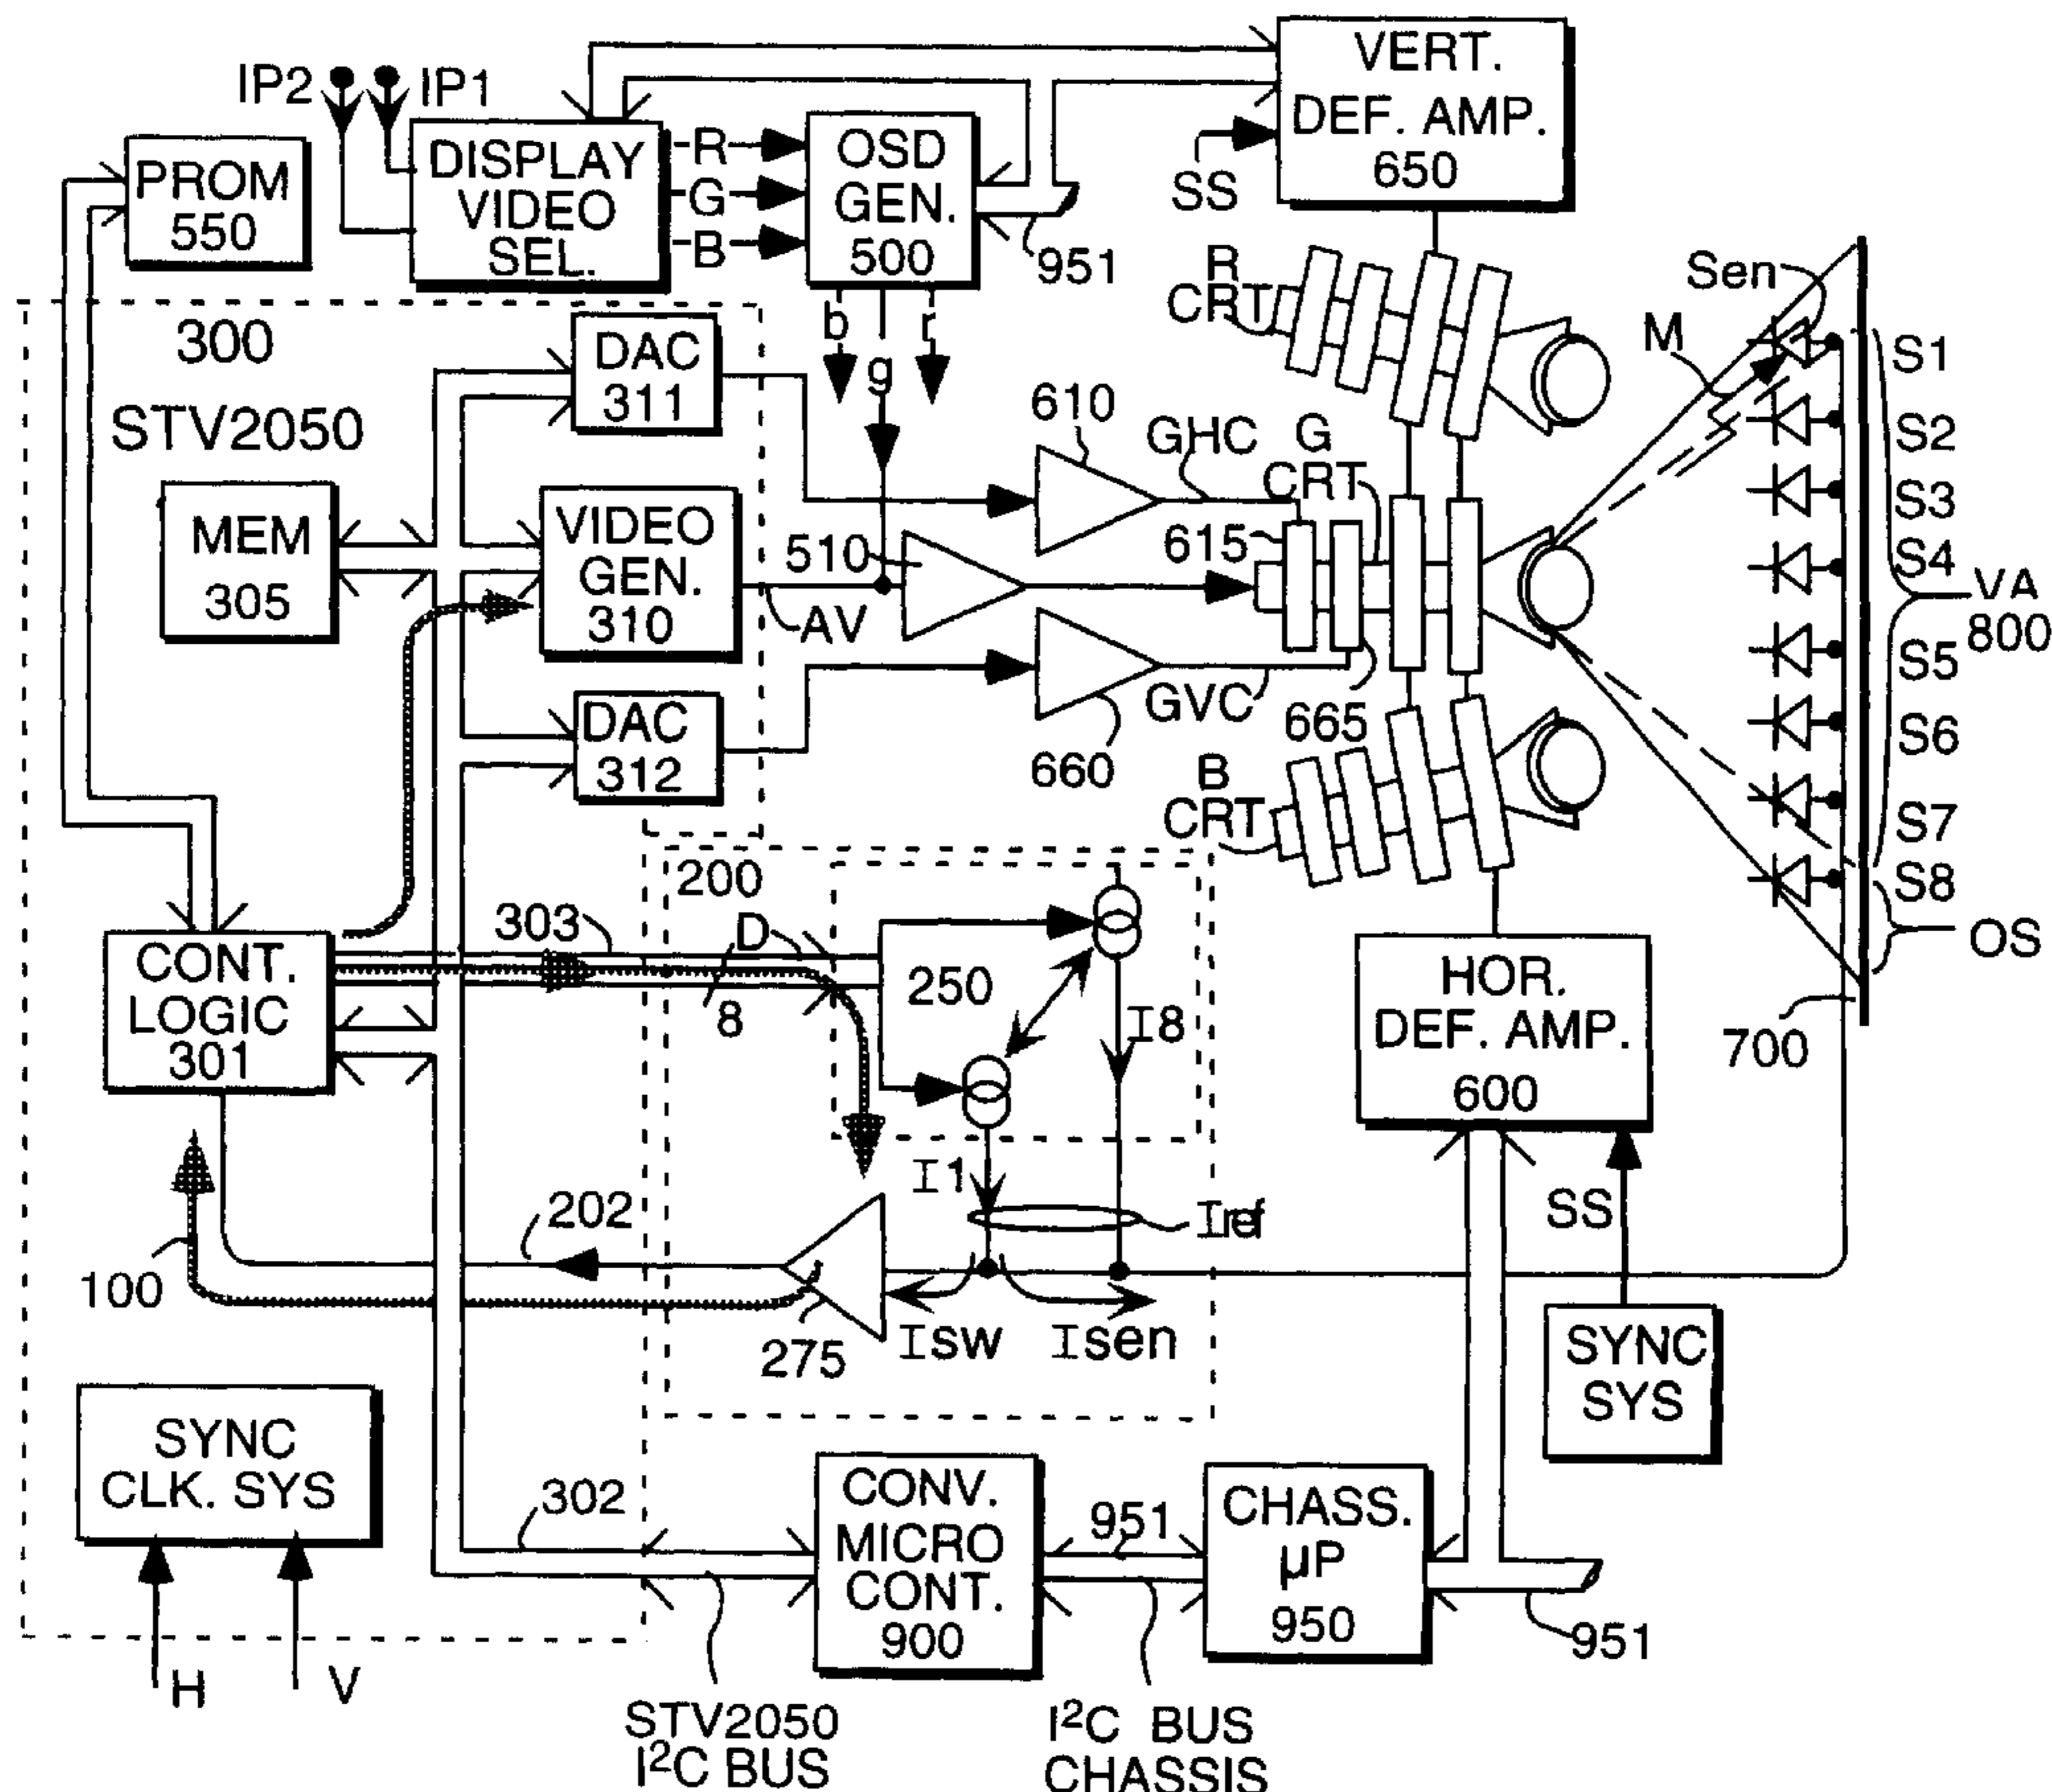 IP2
IP1
PROM
550
DISPLAY
VIDEO
SEL.
R
G
B
OSD
GEN.
500
951
VERT.
DEF. AMP.
650
SS
b
g
r
R
CRT
Sen
M
S1
S2
S3
S4
S5
S6
S7
S8
VA
800
OS
700
300
STV2050
DAC
311
MEM
305
VIDEO
GEN.
310
AV
DAC
312
510
610
GHC
G
CRT
615
GVC
665
660
B
CRT
200
303
D
8
250
I8
I1
Iref
CONT.
LOGIC
301
202
100
275
Isw
Isen
HOR.
DEF. AMP.
600
SS
SYNC
SYS
SYNC
CLK. SYS
H
V
302
CONV.
MICRO
CONT.
900
951
CHASS.
µP
950
951
STV2050
I²C BUS
I²C BUS
CHASSIS